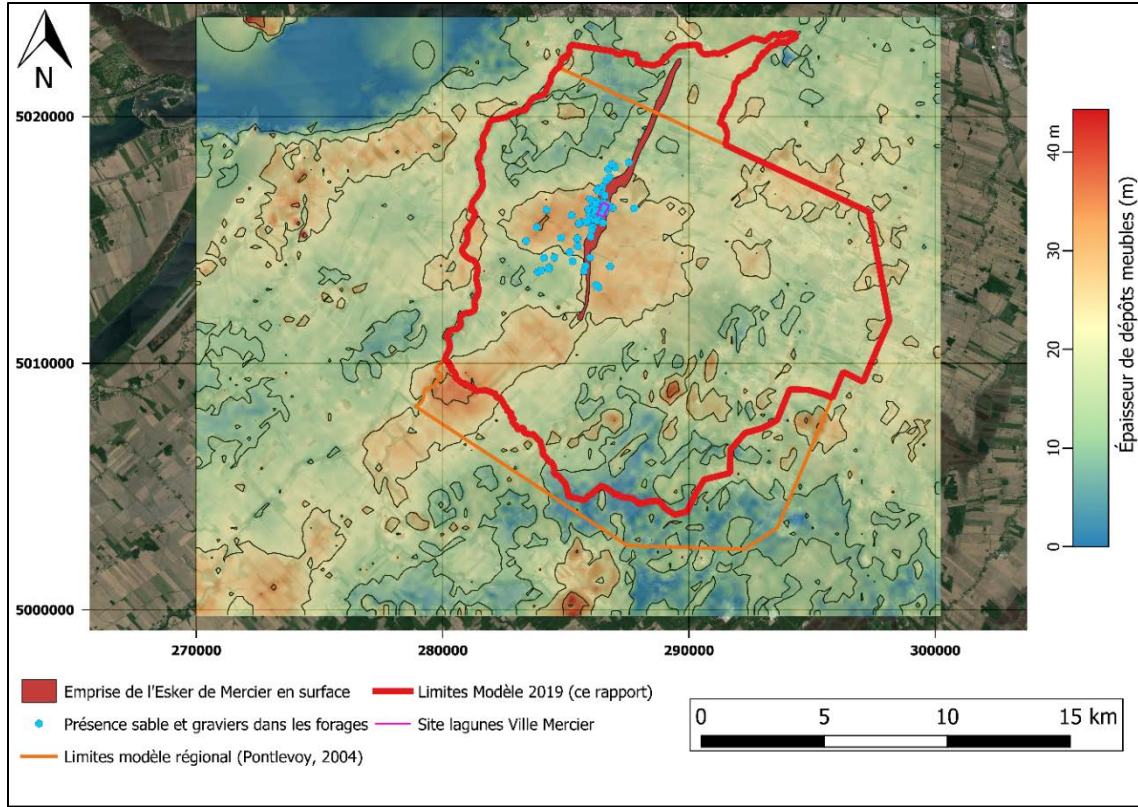 N
5020000
5010000
5000000
270000
280000
290000
300000
40 m
30
20
10
0
Épaisseur de dépôts meubles (m)
Emprise de l'Esker de Mercier en surface
Limites Modèle 2019 (ce rapport)
Présence sable et graviers dans les forages
Site lagunes Ville Mercier
Limites modèle régional (Pontlevoy, 2004)
0 5 10 15 km